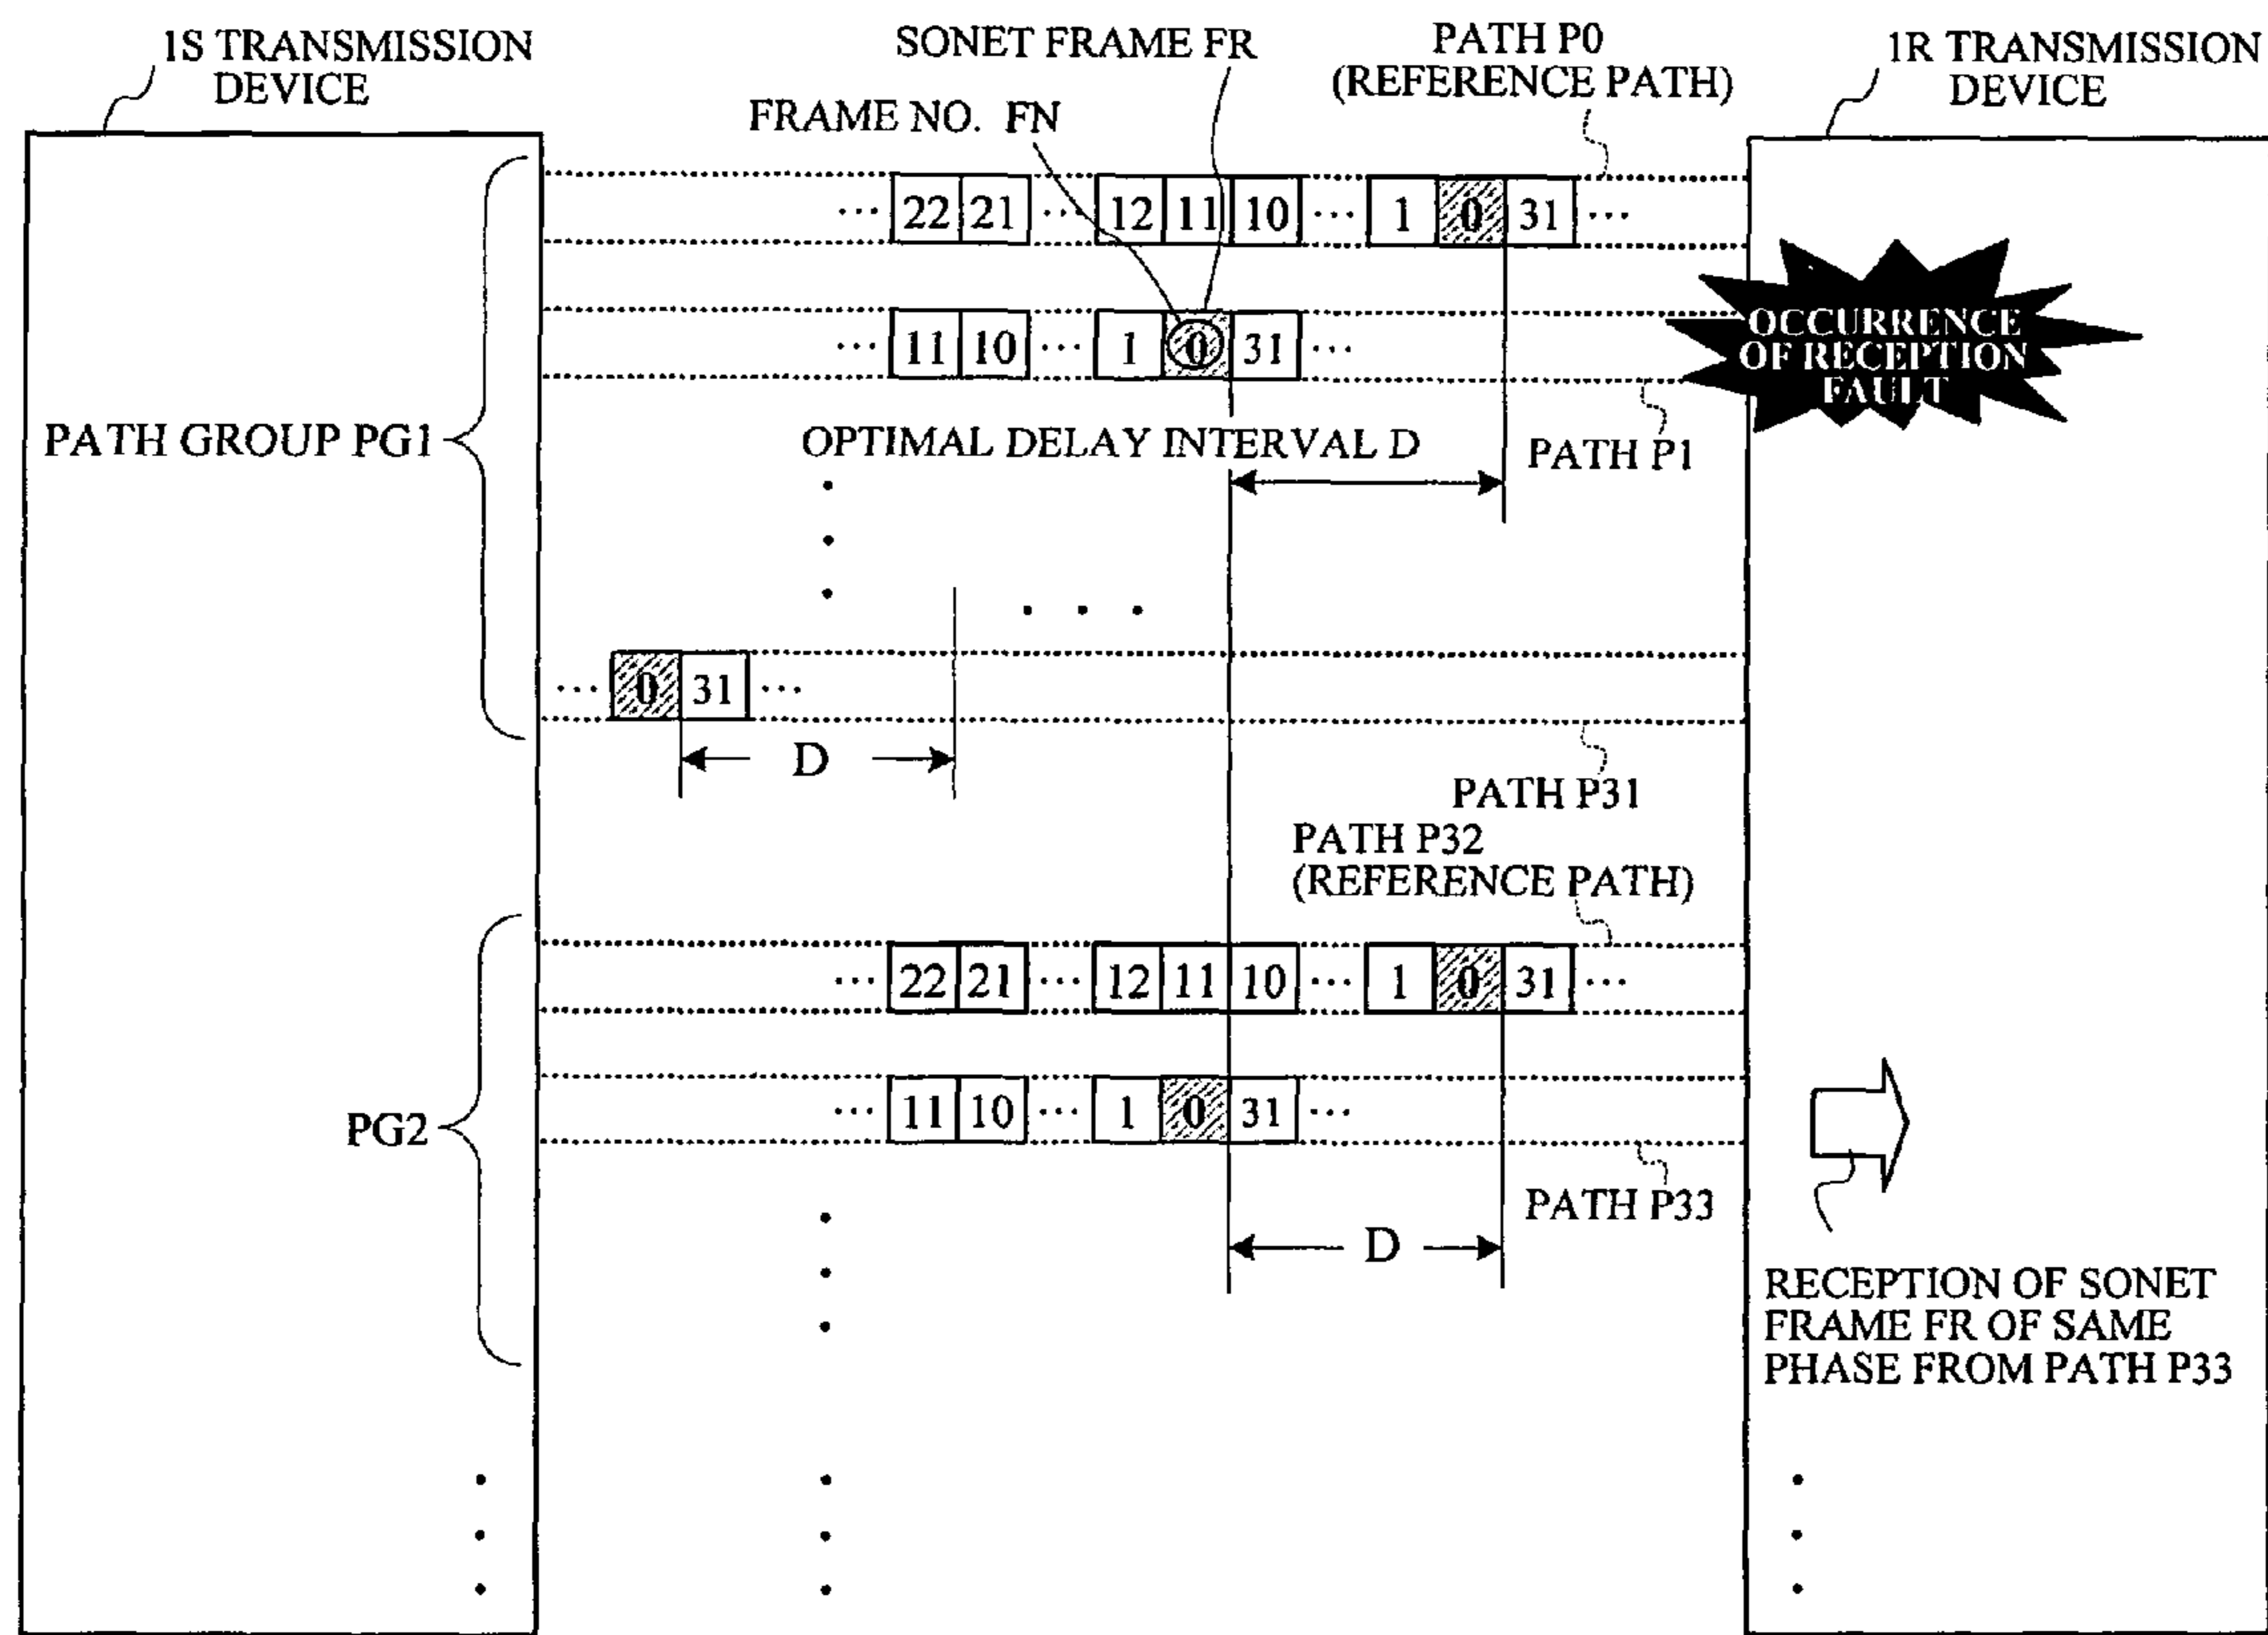 1S TRANSMISSION
DEVICE
SONET FRAME FR
FRAME NO. FN
PATH P0
(REFERENCE PATH)
1R TRANSMISSION
DEVICE
··· 22 21 ··· 12 11 10 ··· 1 0 31 ···
··· 11 10 ··· 1 0 31 ···
OCCURRENCE
OF RECEPTION
FAULT
PATH GROUP PG1
OPTIMAL DELAY INTERVAL D
PATH P1
··· 0 31 ···
D
PATH P31
PATH P32
(REFERENCE PATH)
··· 22 21 ··· 12 11 10 ··· 1 0 31 ···
··· 11 10 ··· 1 0 31 ···
PG2
PATH P33
D
RECEPTION OF SONET
FRAME FR OF SAME
PHASE FROM PATH P33